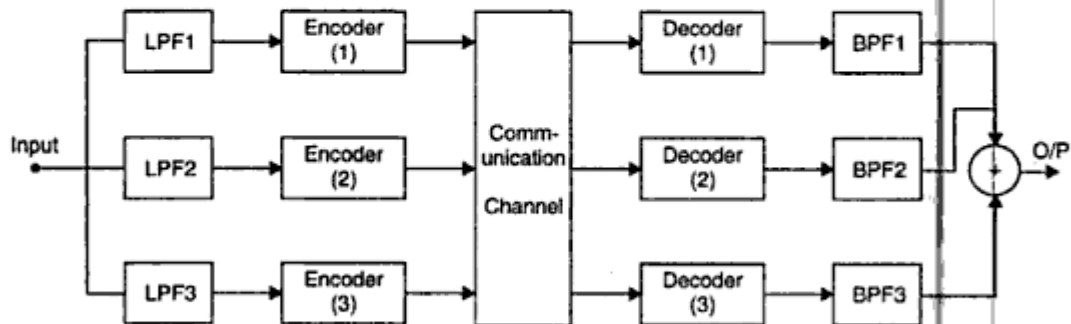 LPF1
Encoder
(1)
Decoder
(1)
BPF1
Input
LPF2
Encoder
(2)
Comm-
unication
Channel
Decoder
(2)
BPF2
+
O/P
LPF3
Encoder
(3)
Decoder
(3)
BPF3